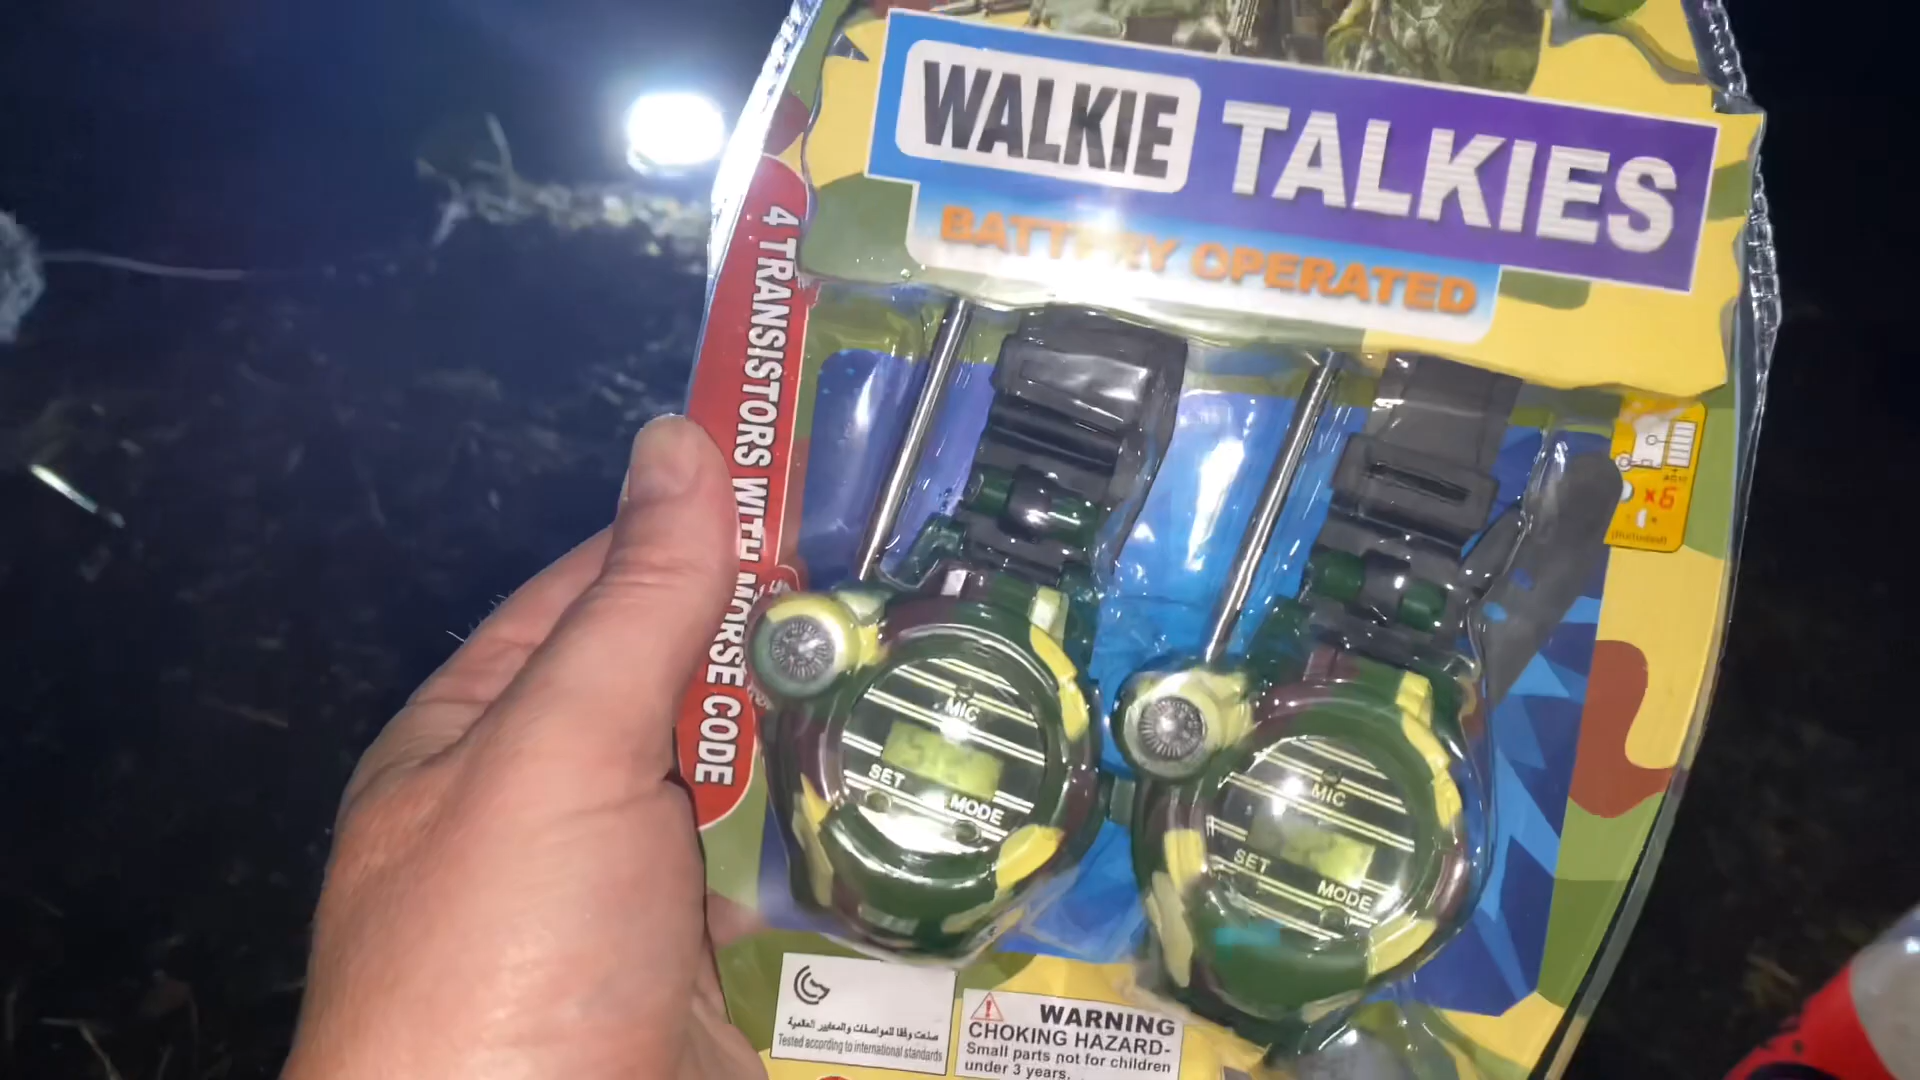 WALKIE TALKIES
BATTERY OPERATED
4 TRANSISTORS WITH MORSE CODE
x6
(Included)
MIC
SET
MODE
MIC
SET
MODE
صنعت وفقا للمواصفات والمعايير العالمية
Tested according to international standards
WARNING
CHOKING HAZARD-
Small parts not for children
under 3 years.